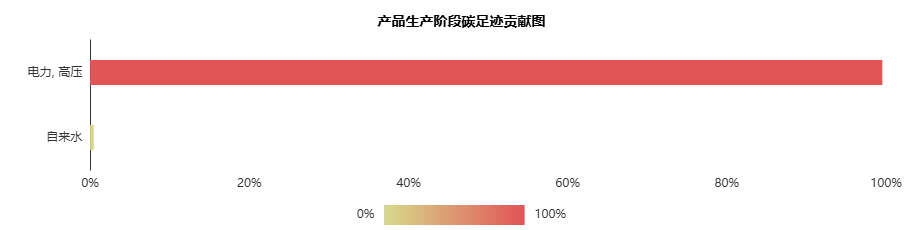 产品生产阶段碳足迹贡献图
电力, 高压
自来水
0% 20% 40% 60% 80% 100%
0% 100%